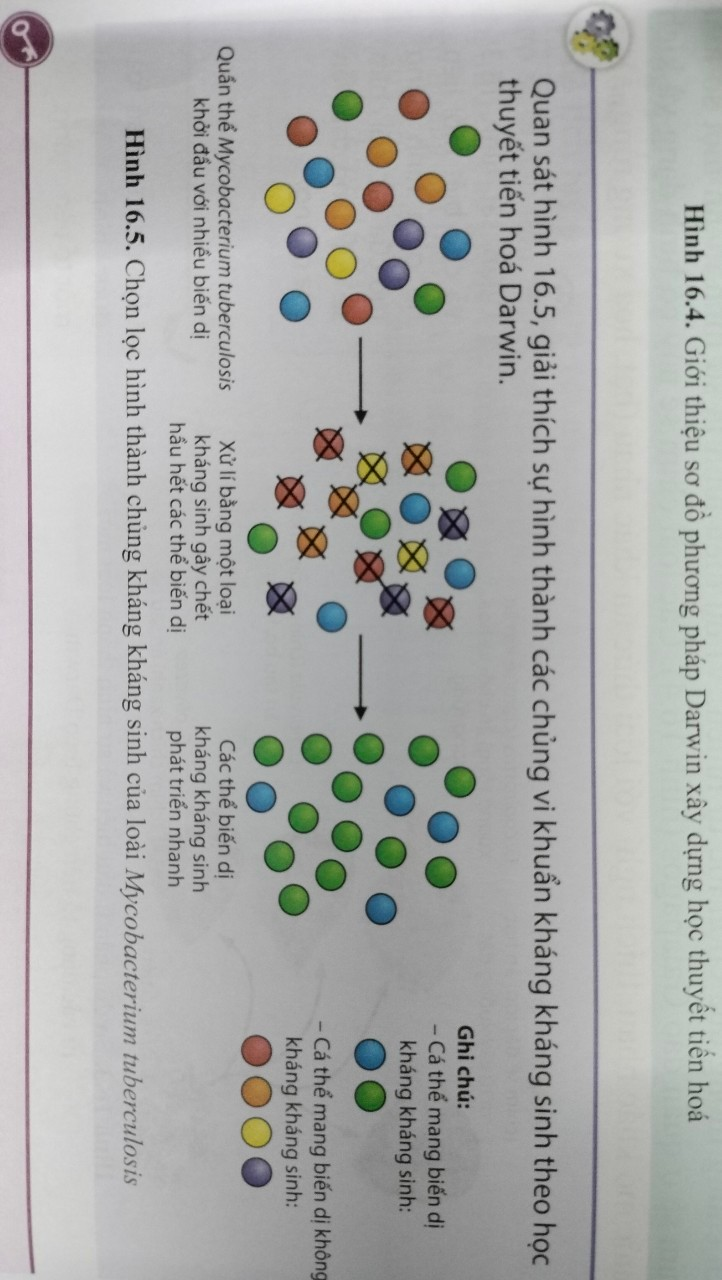 Hình 16.4. Giới thiệu sơ đồ phương pháp Darwin xây dựng học thuyết tiến hoá
Quan sát hình 16.5, giải thích sự hình thành các chủng vi khuẩn kháng kháng sinh theo học
thuyết tiến hoá Darwin.
Quần thể Mycobacterium tuberculosis
khởi đầu với nhiều biến dị
Xử lí bằng một loại
kháng sinh gây chết
hầu hết các thể biến dị
Các thể biến dị
kháng kháng sinh
phát triển nhanh
Ghi chú:
– Cá thể mang biến dị
kháng kháng sinh:
– Cá thể mang biến dị không
kháng kháng sinh:
Hình 16.5. Chọn lọc hình thành chủng kháng kháng sinh của loài Mycobacterium tuberculosis